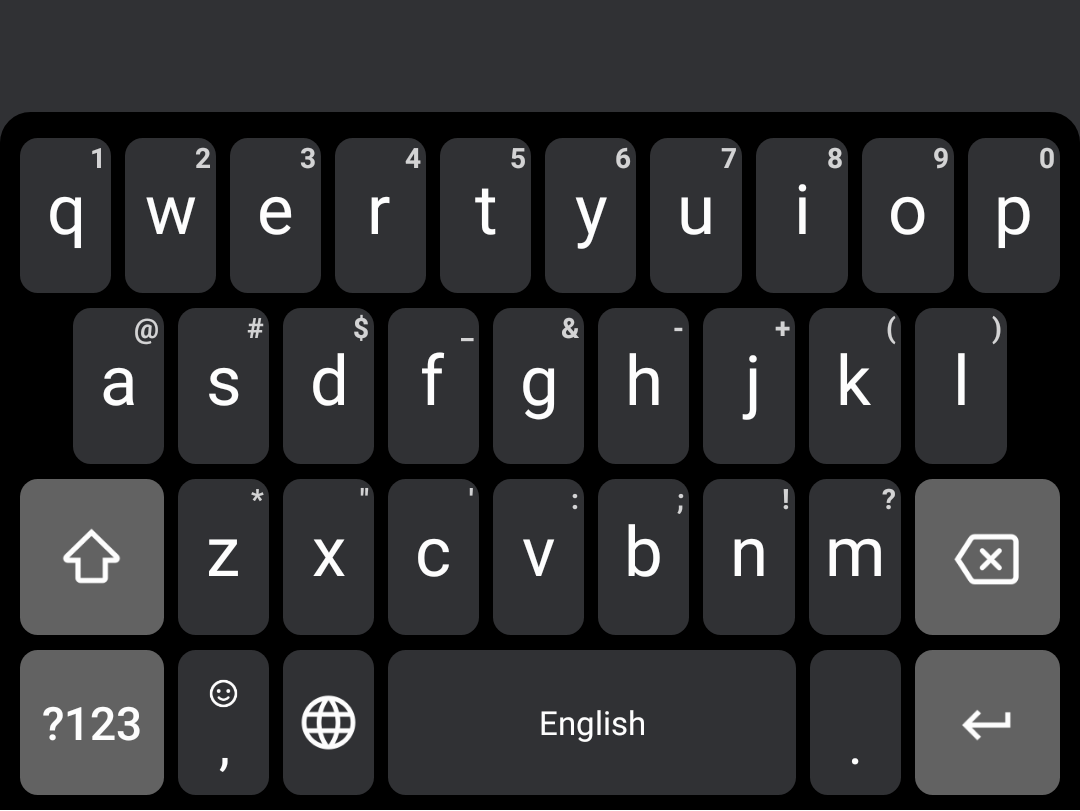 1 2 3 4 5 6 7 8 9 0
q w e r t y u i o p
@ # $ _ & - + ( )
a s d f g h j k l
* " ' : ; ! ?
z x c v b n m
?123 , English .